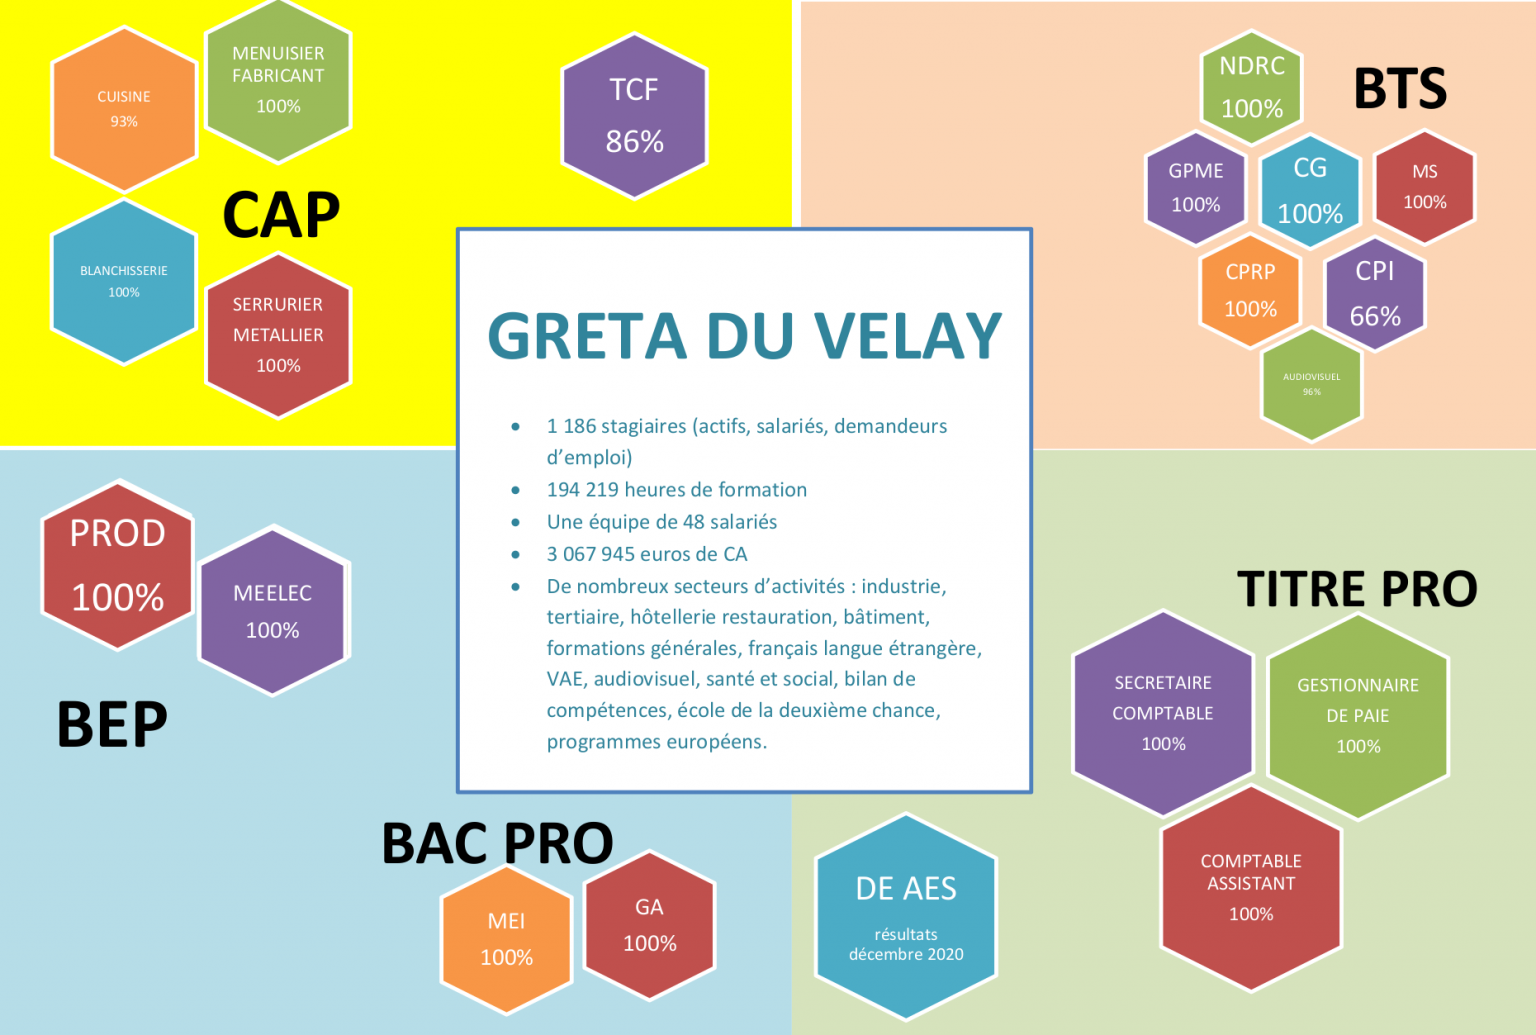 CUISINE
93%
MENUISIER
FABRICANT
100%
CAP
BLANCHISSERIE
100%
SERRURIER
METALLIER
100%
TCF
86%
BTS
NDRC
100%
GPME
100%
CG
100%
MS
100%
CPRP
100%
CPI
66%
AUDIOVISUEL
96%
GRETA DU VELAY
• 1 186 stagiaires (actifs, salariés, demandeurs
d’emploi)
• 194 219 heures de formation
• Une équipe de 48 salariés
• 3 067 945 euros de CA
• De nombreux secteurs d’activités : industrie,
tertiaire, hôtellerie restauration, bâtiment,
formations générales, français langue étrangère,
VAE, audiovisuel, santé et social, bilan de
compétences, école de la deuxième chance,
programmes européens.
PROD
100%
MEELEC
100%
BEP
BAC PRO
MEI
100%
GA
100%
DE AES
résultats
décembre 2020
TITRE PRO
SECRETAIRE
COMPTABLE
100%
GESTIONNAIRE
DE PAIE
100%
COMPTABLE
ASSISTANT
100%